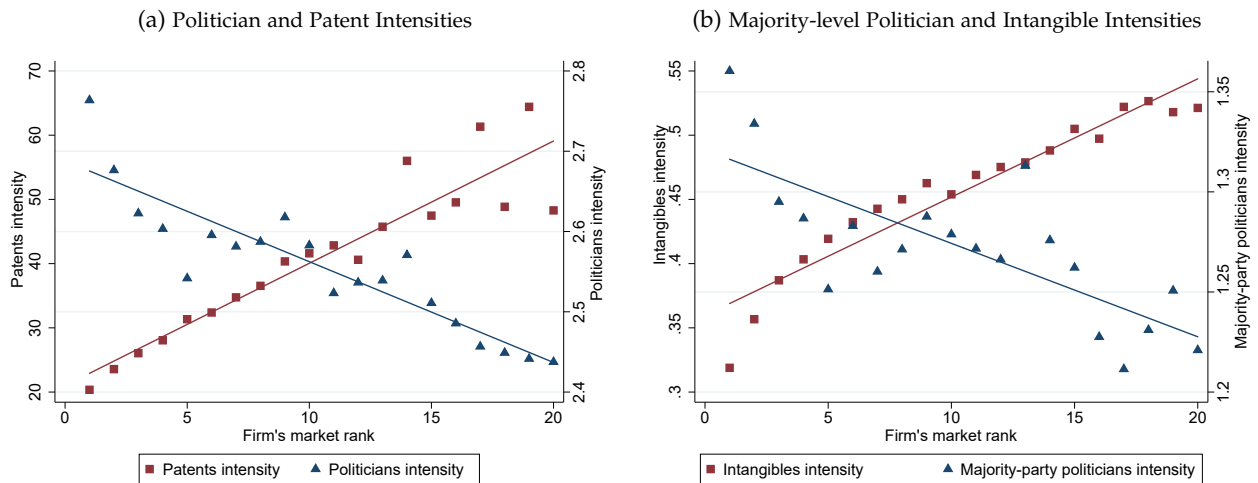 (a) Politician and Patent Intensities
70
60
50
40
30
20
Patents intensity
2.8
2.7
2.6
2.5
2.4
Politicians intensity
0 5 10 15 20
Firm's market rank
Patents intensity Politicians intensity
(b) Majority-level Politician and Intangible Intensities
.55
.5
.45
.4
.35
.3
Intangibles intensity
1.35
1.3
1.25
1.2
Majority-party politicians intensity
0 5 10 15 20
Firm's market rank
Intangibles intensity Majority-party politicians intensity